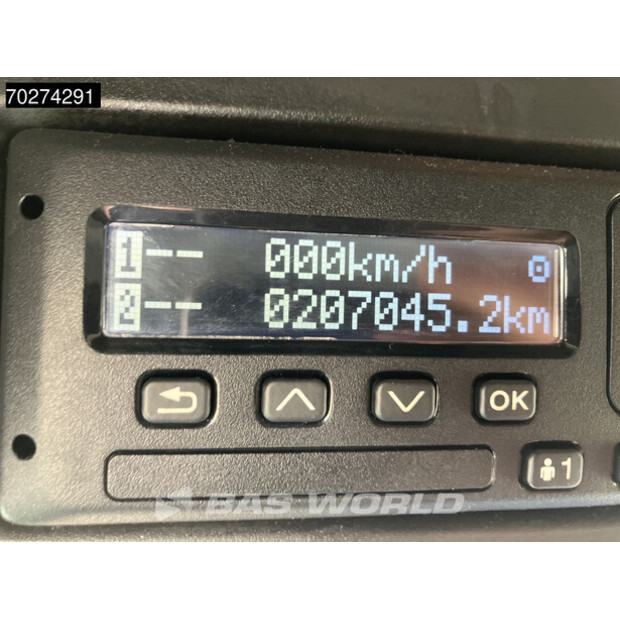 70274291
1 -- 000km/h
2 -- 0207045.2km
OK
1
BAS WORLD